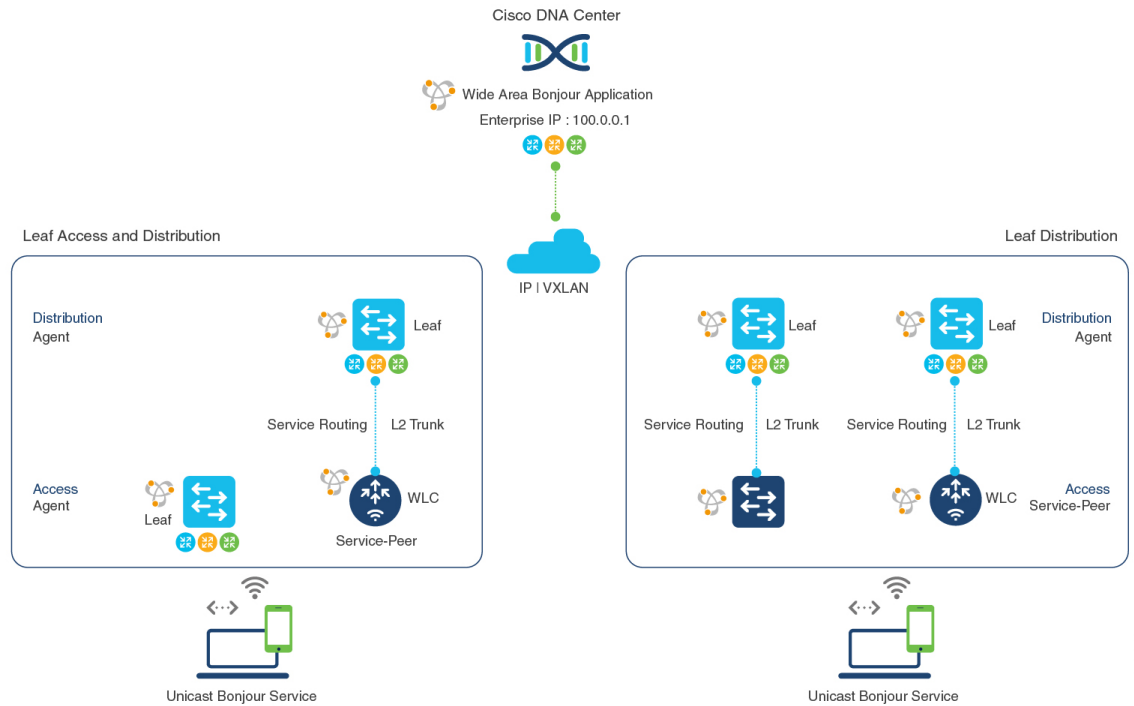 Cisco DNA Center
Wide Area Bonjour Application
Enterprise IP : 100.0.0.1
IP | VXLAN
Leaf Access and Distribution
Distribution
Agent
Leaf
Service Routing
L2 Trunk
Access
Agent
Leaf
WLC
Service-Peer
Unicast Bonjour Service
Leaf Distribution
Leaf
Leaf
Distribution
Agent
Service Routing
L2 Trunk
Service Routing
L2 Trunk
WLC
Access
Service-Peer
Unicast Bonjour Service